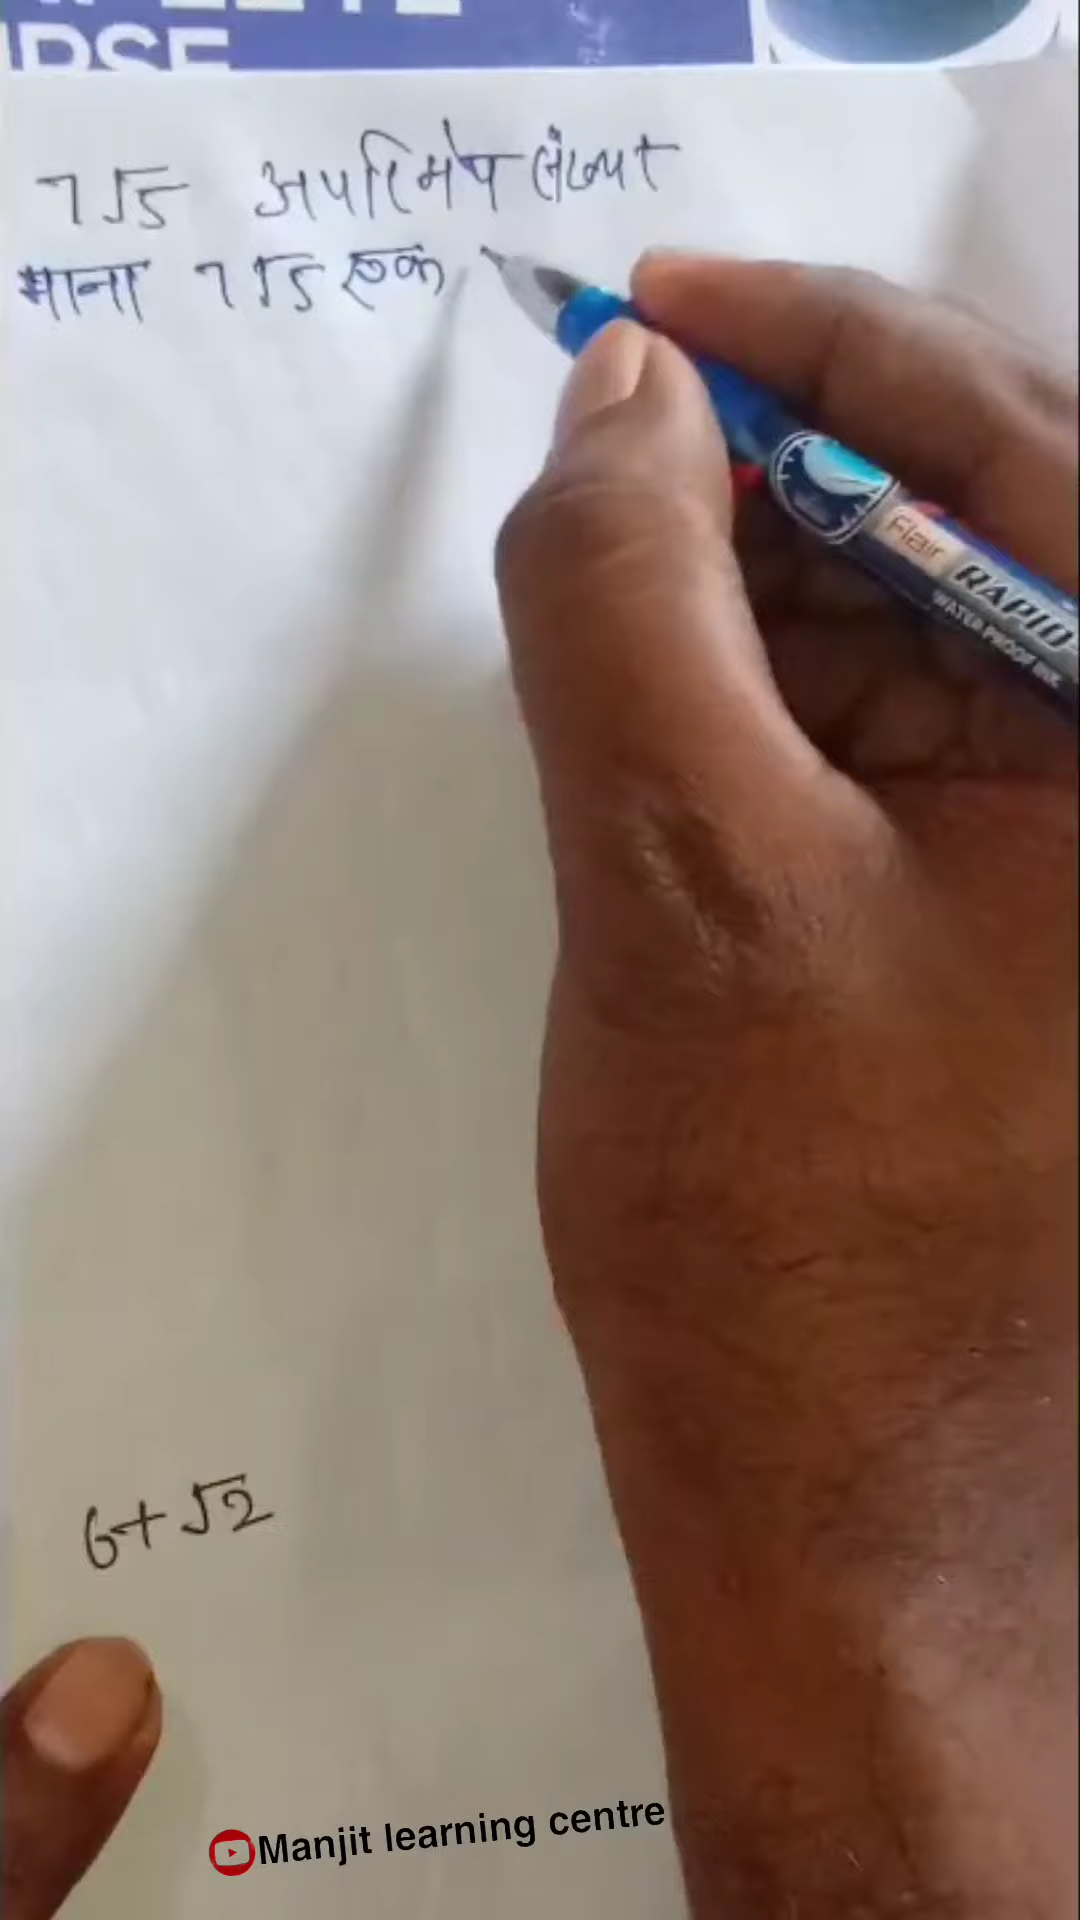 7√5 अपरिमेय संख्या
माना 7√5 एक
6+√2
Flair
RAPID
WATER PROOF INK
Manjit learning centre